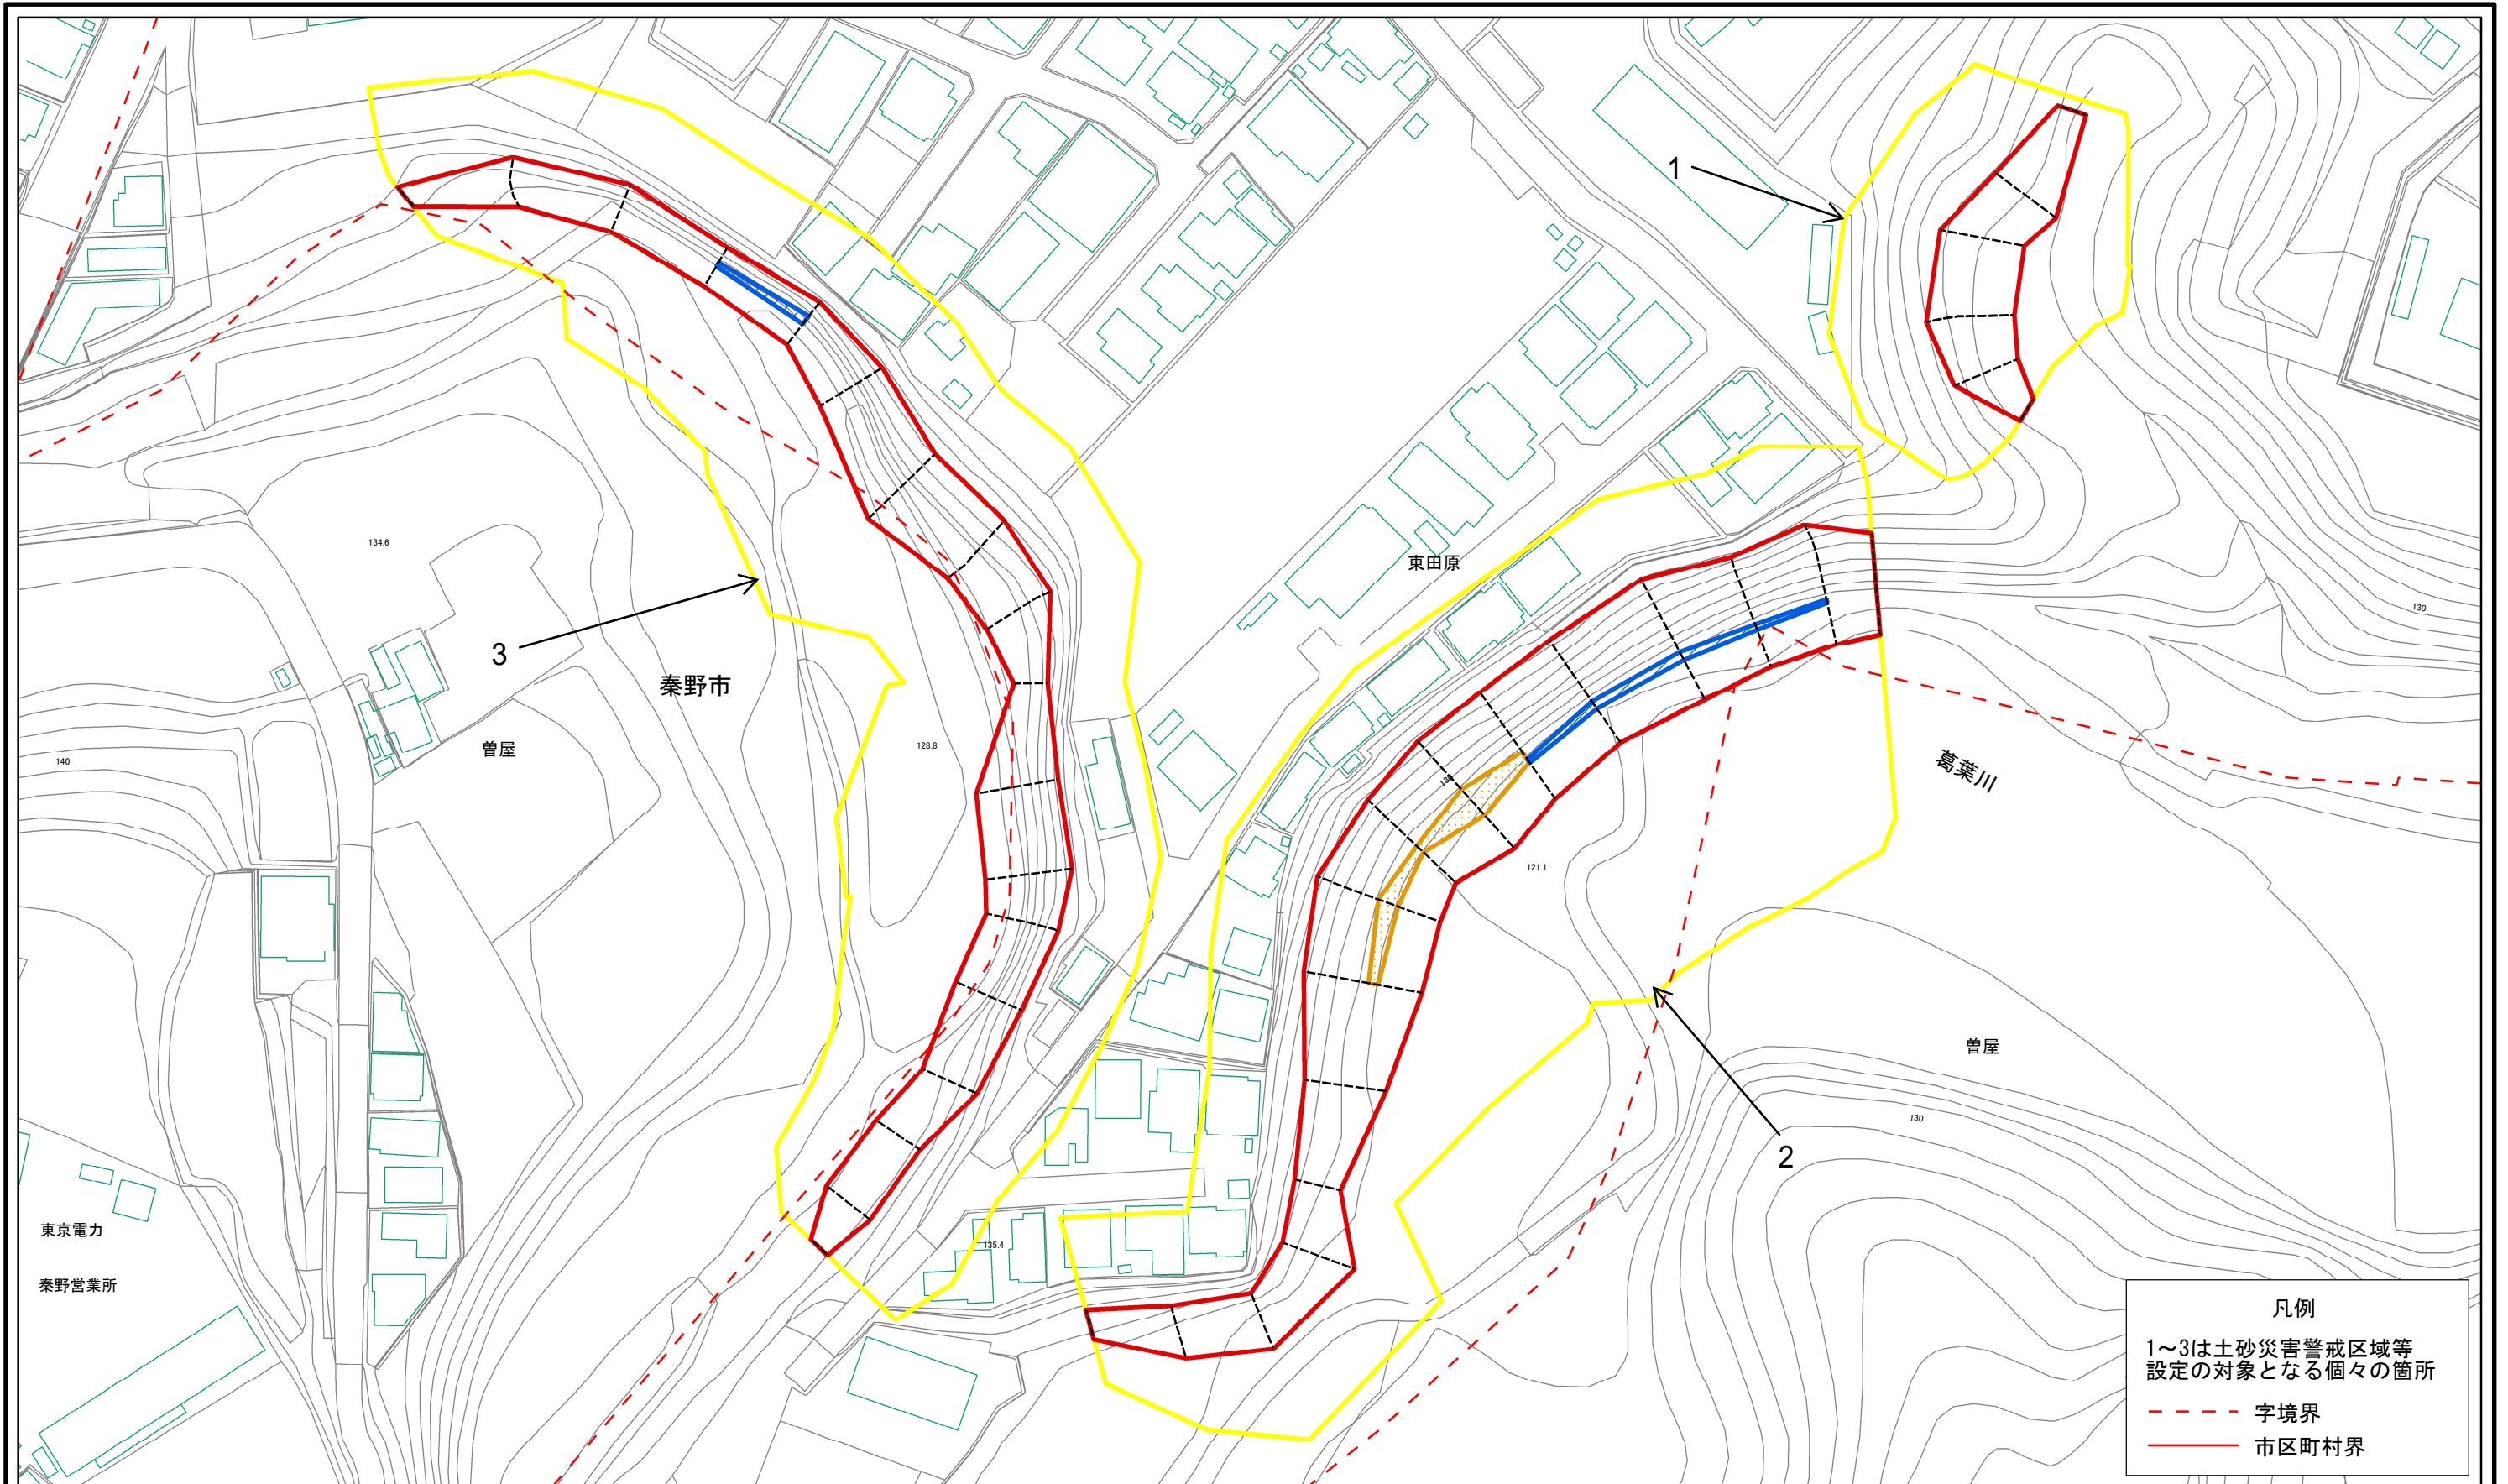 1
134.6
東田原
130
3
秦野市
曽屋
128.8
140
葛葉川
121.1
曽屋
130
2
東京電力
135.4
秦野営業所
凡例
1～3は土砂災害警戒区域等
設定の対象となる個々の箇所
字境界
市区町村界